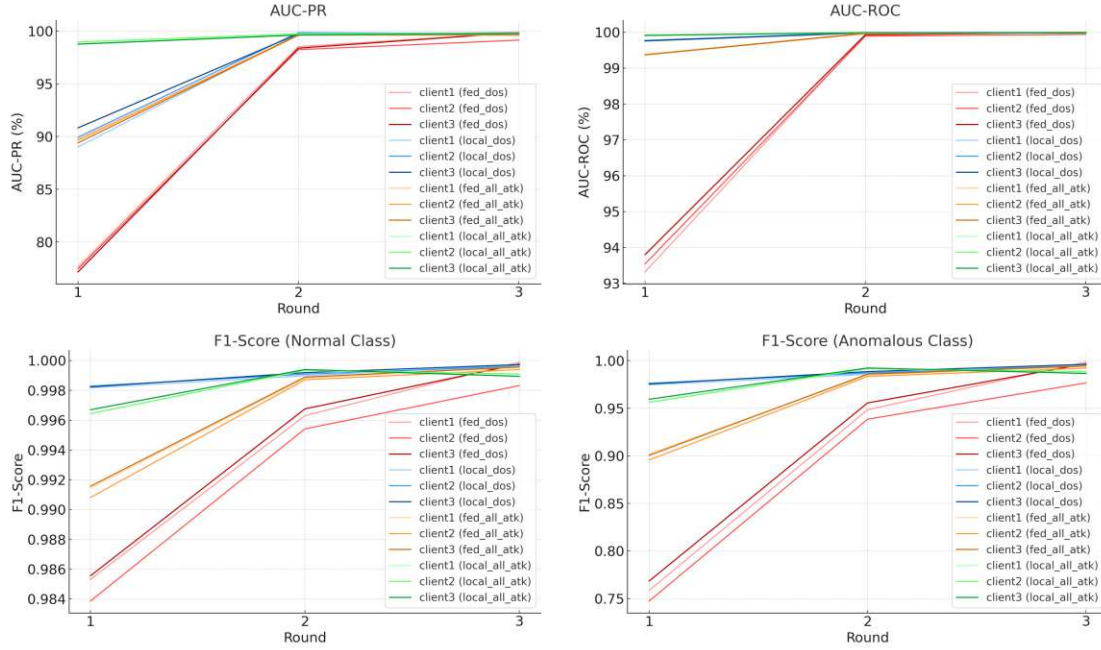 AUC-PR
100
95
90
85
80
AUC-PR (%)
client1 (fed_dos)
client2 (fed_dos)
client3 (fed_dos)
client1 (local_dos)
client2 (local_dos)
client3 (local_dos)
client1 (fed_all_atk)
client2 (fed_all_atk)
client3 (fed_all_atk)
client1 (local_all_atk)
client2 (local_all_atk)
client3 (local_all_atk)
1 2 3
Round
AUC-ROC
100
99
98
97
96
95
94
93
AUC-ROC (%)
client1 (fed_dos)
client2 (fed_dos)
client3 (fed_dos)
client1 (local_dos)
client2 (local_dos)
client3 (local_dos)
client1 (fed_all_atk)
client2 (fed_all_atk)
client3 (fed_all_atk)
client1 (local_all_atk)
client2 (local_all_atk)
client3 (local_all_atk)
1 2 3
Round
F1-Score (Normal Class)
1.000
0.998
0.996
0.994
0.992
0.990
0.988
0.986
0.984
F1-Score
client1 (fed_dos)
client2 (fed_dos)
client3 (fed_dos)
client1 (local_dos)
client2 (local_dos)
client3 (local_dos)
client1 (fed_all_atk)
client2 (fed_all_atk)
client3 (fed_all_atk)
client1 (local_all_atk)
client2 (local_all_atk)
client3 (local_all_atk)
1 2 3
Round
F1-Score (Anomalous Class)
1.00
0.95
0.90
0.85
0.80
0.75
F1-Score
client1 (fed_dos)
client2 (fed_dos)
client3 (fed_dos)
client1 (local_dos)
client2 (local_dos)
client3 (local_dos)
client1 (fed_all_atk)
client2 (fed_all_atk)
client3 (fed_all_atk)
client1 (local_all_atk)
client2 (local_all_atk)
client3 (local_all_atk)
1 2 3
Round